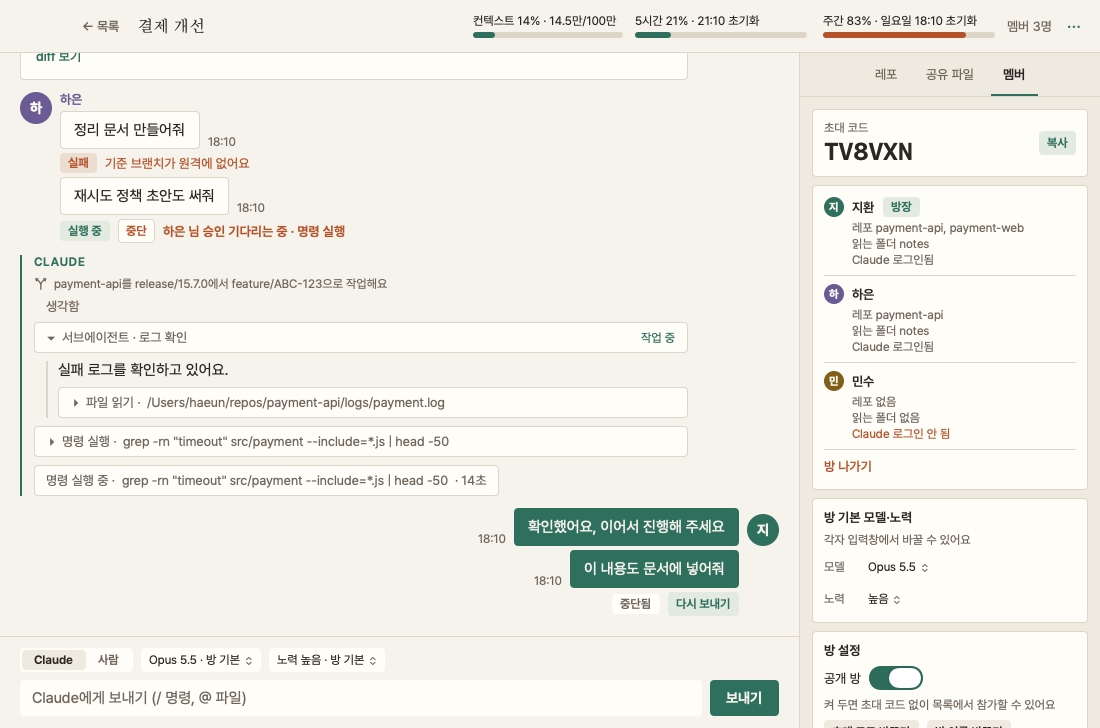 ← 목록
결제 개선
컨텍스트 14% · 14.5만/100만
5시간 21% · 21:10 초기화
주간 83% · 일요일 18:10 초기화
멤버 3명
···
diff 보기
하
하은
정리 문서 만들어줘
18:10
실패
기준 브랜치가 원격에 없어요
재시도 정책 초안도 써줘
18:10
실행 중
중단
하은 님 승인 기다리는 중 · 명령 실행
CLAUDE
payment-api를 release/15.7.0에서 feature/ABC-123으로 작업해요
생각함
서브에이전트 · 로그 확인
작업 중
실패 로그를 확인하고 있어요.
파일 읽기 · /Users/haeun/repos/payment-api/logs/payment.log
명령 실행 · grep -rn "timeout" src/payment --include=*.js | head -50
명령 실행 중 · grep -rn "timeout" src/payment --include=*.js | head -50 · 14초
18:10
확인했어요, 이어서 진행해 주세요
지
18:10
이 내용도 문서에 넣어줘
중단됨
다시 보내기
Claude
사람
Opus 5.5 · 방 기본
노력 높음 · 방 기본
Claude에게 보내기 (/ 명령, @ 파일)
보내기
레포
공유 파일
멤버
초대 코드
TV8VXN
복사
지
지환
방장
레포 payment-api, payment-web
읽는 폴더 notes
Claude 로그인됨
하
하은
레포 payment-api
읽는 폴더 notes
Claude 로그인됨
민
민수
레포 없음
읽는 폴더 없음
Claude 로그인 안 됨
방 나가기
방 기본 모델·노력
각자 입력창에서 바꿀 수 있어요
모델
Opus 5.5
노력
높음
방 설정
공개 방
켜 두면 초대 코드 없이 목록에서 참가할 수 있어요